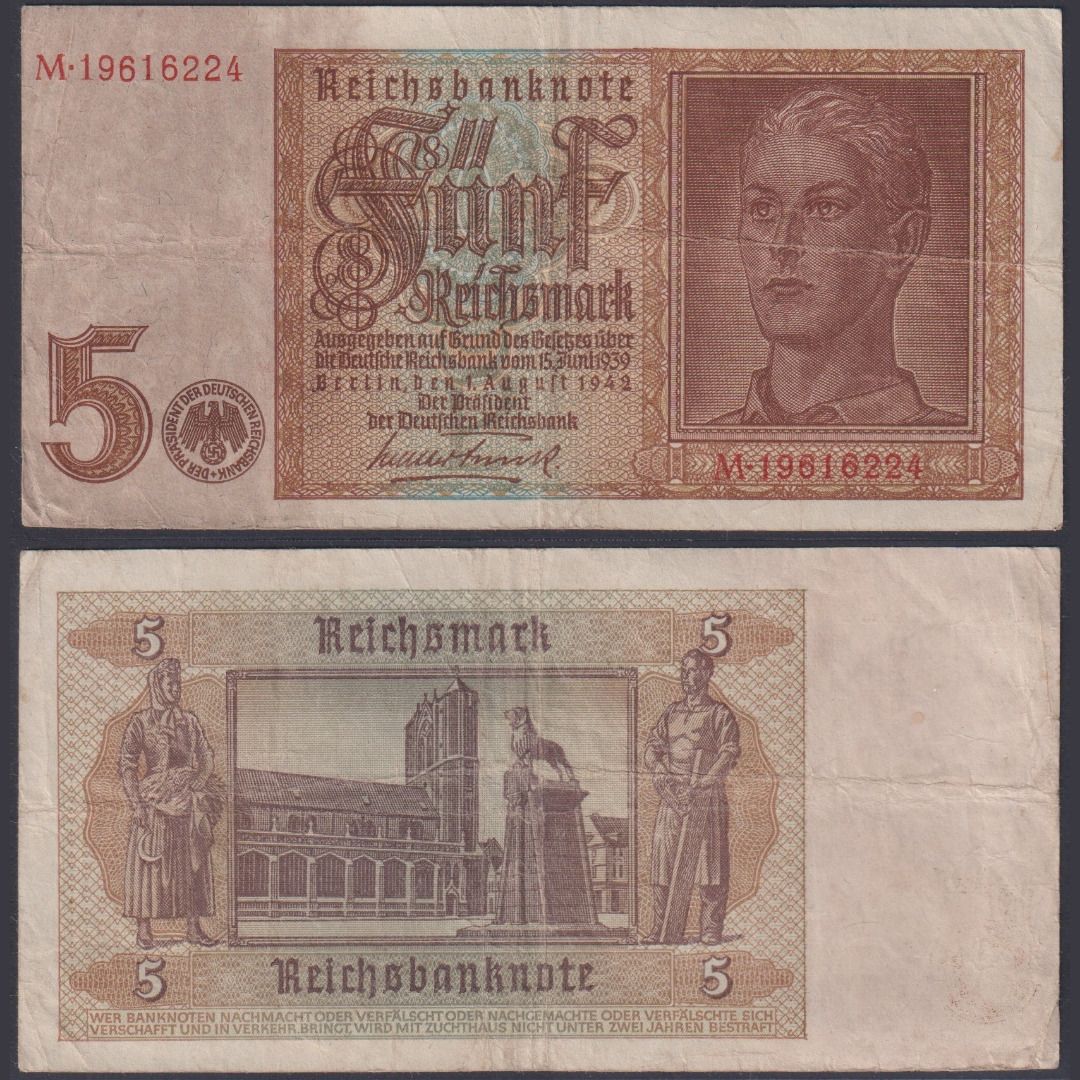 M·19616224
Reichsbanknote
Fünf
Reichsmark
Ausgegeben auf Grund des Gesetzes über
die Deutsche Reichsbank vom 15. Juni 1939
Berlin, den 1. August 1942
Der Präsident
der Deutschen Reichsbank
5
DER PRÄSIDENT DER DEUTSCHEN REICHSBANK +
M·19616224
5 Reichsmark 5
5 Reichsbanknote 5
WER BANKNOTEN NACHMACHT ODER VERFÄLSCHT ODER NACHGEMACHTE ODER VERFÄLSCHTE SICH
VERSCHAFFT UND IN VERKEHR BRINGT, WIRD MIT ZUCHTHAUS NICHT UNTER ZWEI JAHREN BESTRAFT